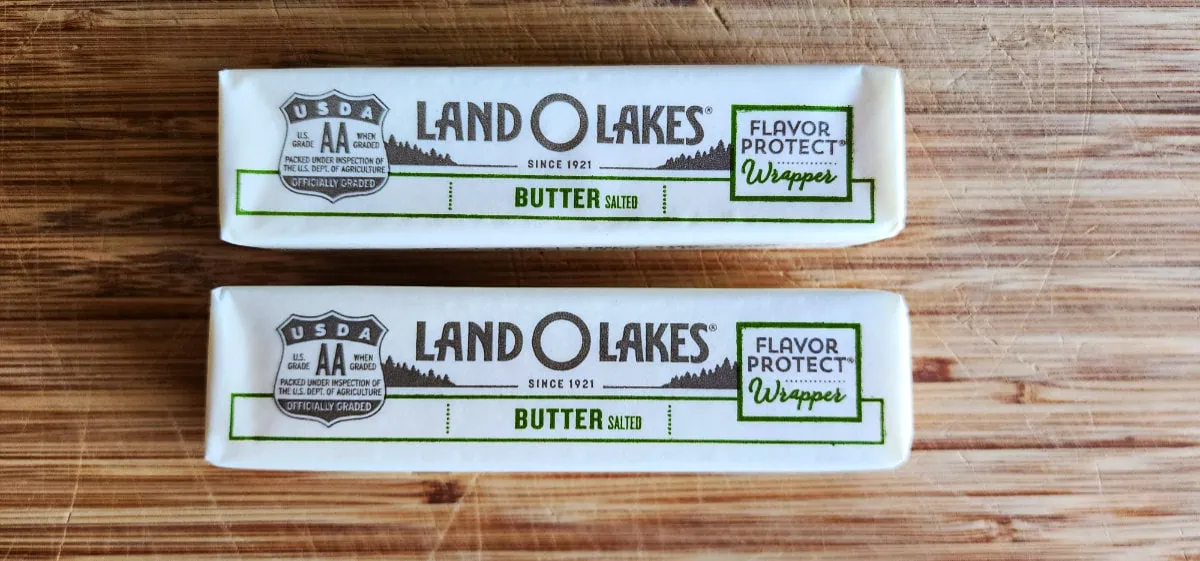 USDA
U.S. GRADE AA WHEN GRADED
PACKED UNDER INSPECTION OF
THE U.S. DEPT. OF AGRICULTURE
OFFICIALLY GRADED
LAND O LAKES®
SINCE 1921
BUTTER SALTED
FLAVOR
PROTECT®
Wrapper
USDA
U.S. GRADE AA WHEN GRADED
PACKED UNDER INSPECTION OF
THE U.S. DEPT. OF AGRICULTURE
OFFICIALLY GRADED
LAND O LAKES®
SINCE 1921
BUTTER SALTED
FLAVOR
PROTECT®
Wrapper